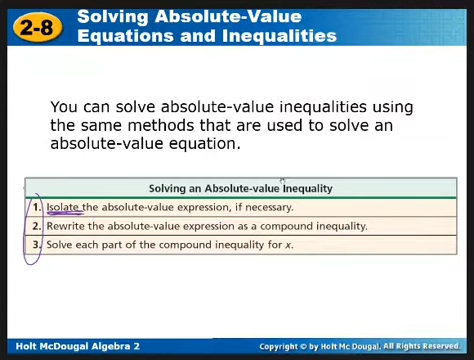 2-8
Solving Absolute-Value
Equations and Inequalities
You can solve absolute-value inequalities using
the same methods that are used to solve an
absolute-value equation.
Solving an Absolute-value Inequality
1. Isolate the absolute-value expression, if necessary.
2. Rewrite the absolute-value expression as a compound inequality.
3. Solve each part of the compound inequality for x.
Holt McDougal Algebra 2
Copyright © by Holt Mc Dougal. All Rights Reserved.